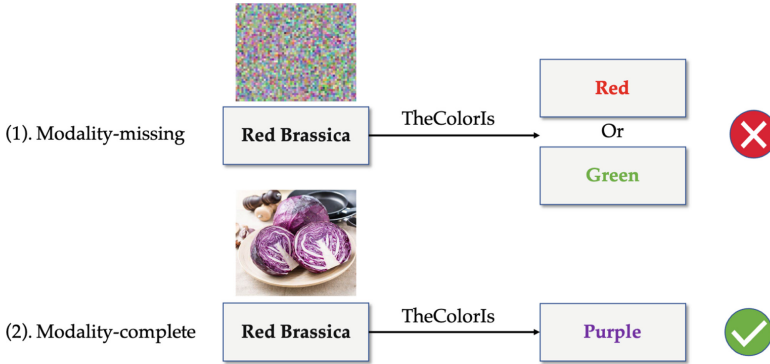 Red
TheColorIs
(1). Modality-missing
Red Brassica
Or
Green
TheColorIs
(2). Modality-complete
Red Brassica
Purple